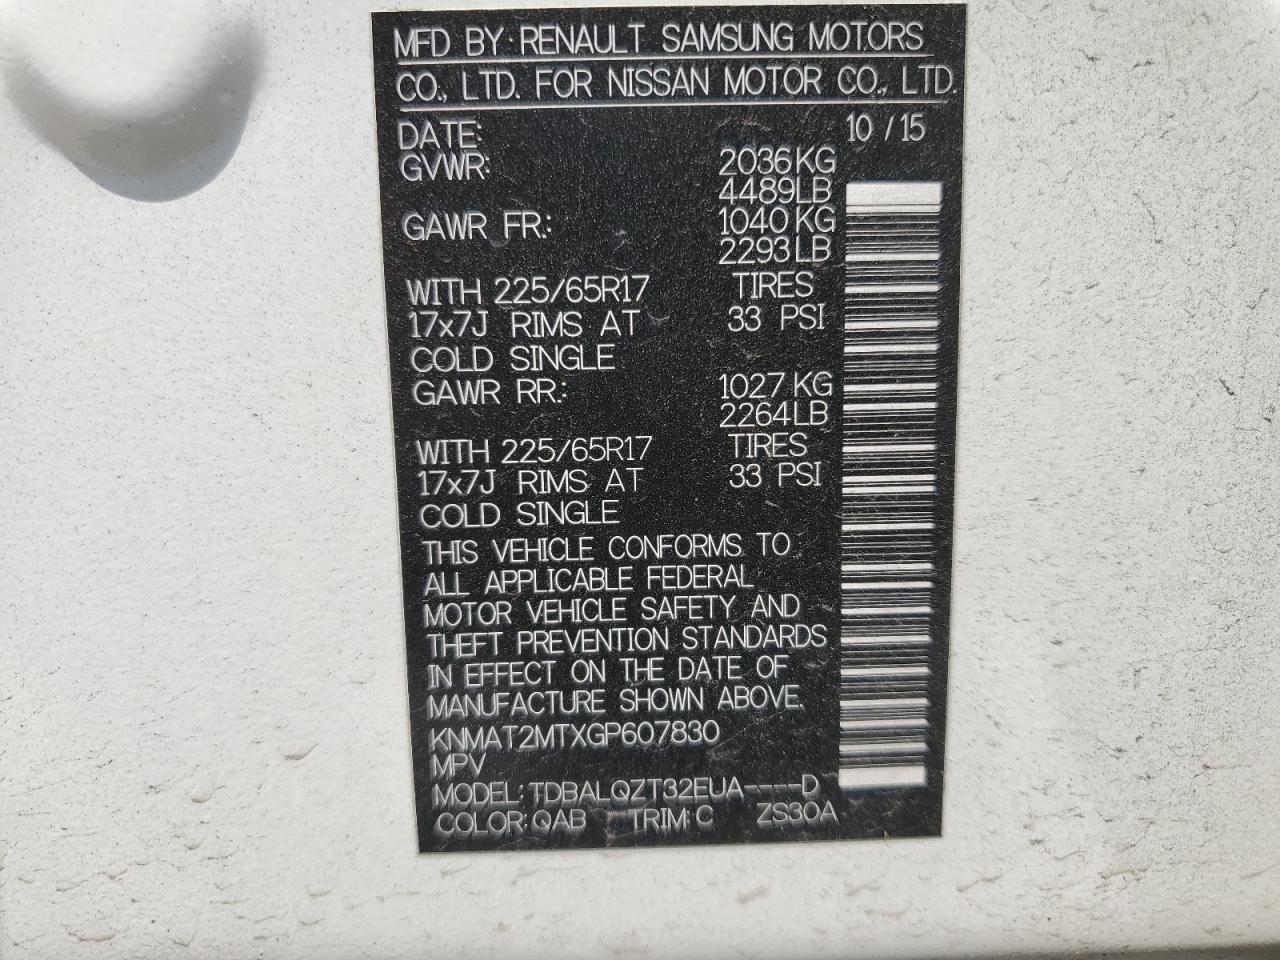 MFD BY: RENAULT SAMSUNG MOTORS
CO., LTD. FOR NISSAN MOTOR CO., LTD.
DATE: 10 / 15
GVWR: 2036KG
4489LB
GAWR FR.: 1040KG
2293LB
WITH 225/65R17 TIRES
17x7J RIMS AT 33 PSI
COLD SINGLE
GAWR RR.: 1027KG
2264LB
WITH 225/65R17 TIRES
17x7J RIMS AT 33 PSI
COLD SINGLE
THIS VEHICLE CONFORMS TO
ALL APPLICABLE FEDERAL
MOTOR VEHICLE SAFETY AND
THEFT PREVENTION STANDARDS
IN EFFECT ON THE DATE OF
MANUFACTURE SHOWN ABOVE.
KNMAT2MTXGP607830
MPV
MODEL: TDBALQZT32EUA----D
COLOR: QAB TRIM: C ZS30A